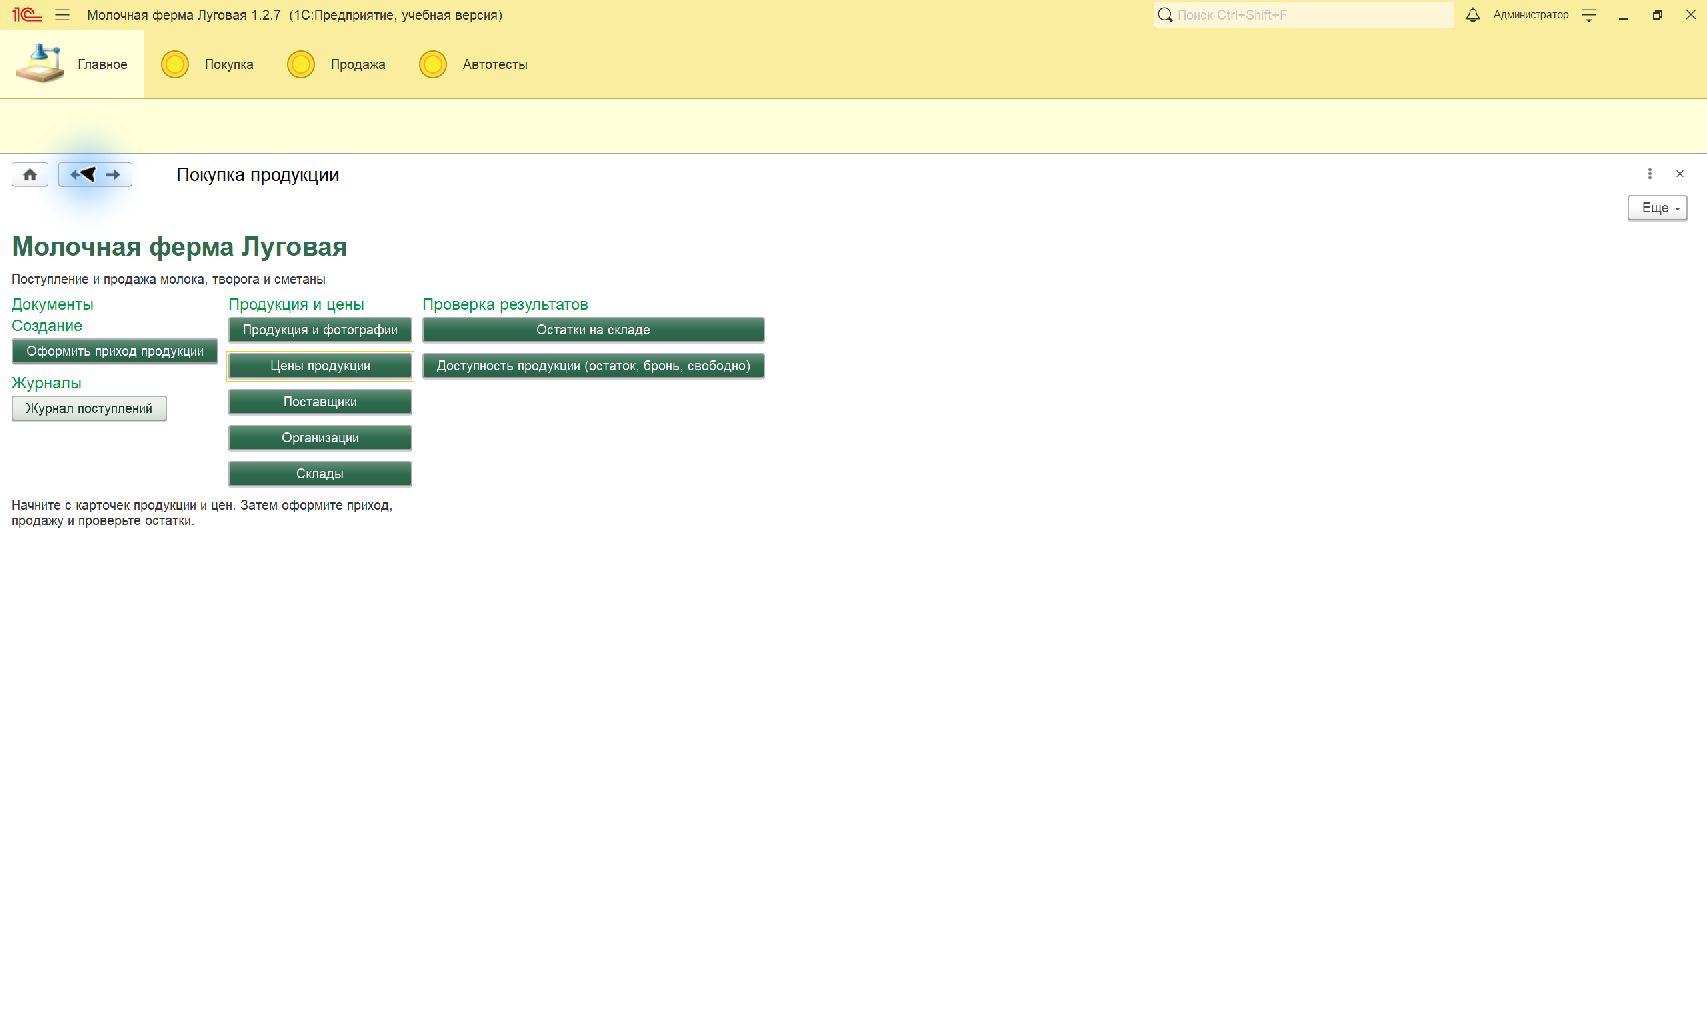 1С Молочная ферма Луговая 1.2.7 (1С:Предприятие, учебная версия)
Поиск Ctrl+Shift+F
Администратор
Главное
Покупка
Продажа
Автотесты
Покупка продукции
Еще
Молочная ферма Луговая
Поступление и продажа молока, творога и сметаны
Документы
Создание
Оформить приход продукции
Журналы
Журнал поступлений
Продукция и цены
Продукция и фотографии
Цены продукции
Поставщики
Организации
Склады
Проверка результатов
Остатки на складе
Доступность продукции (остаток, бронь, свободно)
Начните с карточек продукции и цен. Затем оформите приход,
продажу и проверьте остатки.